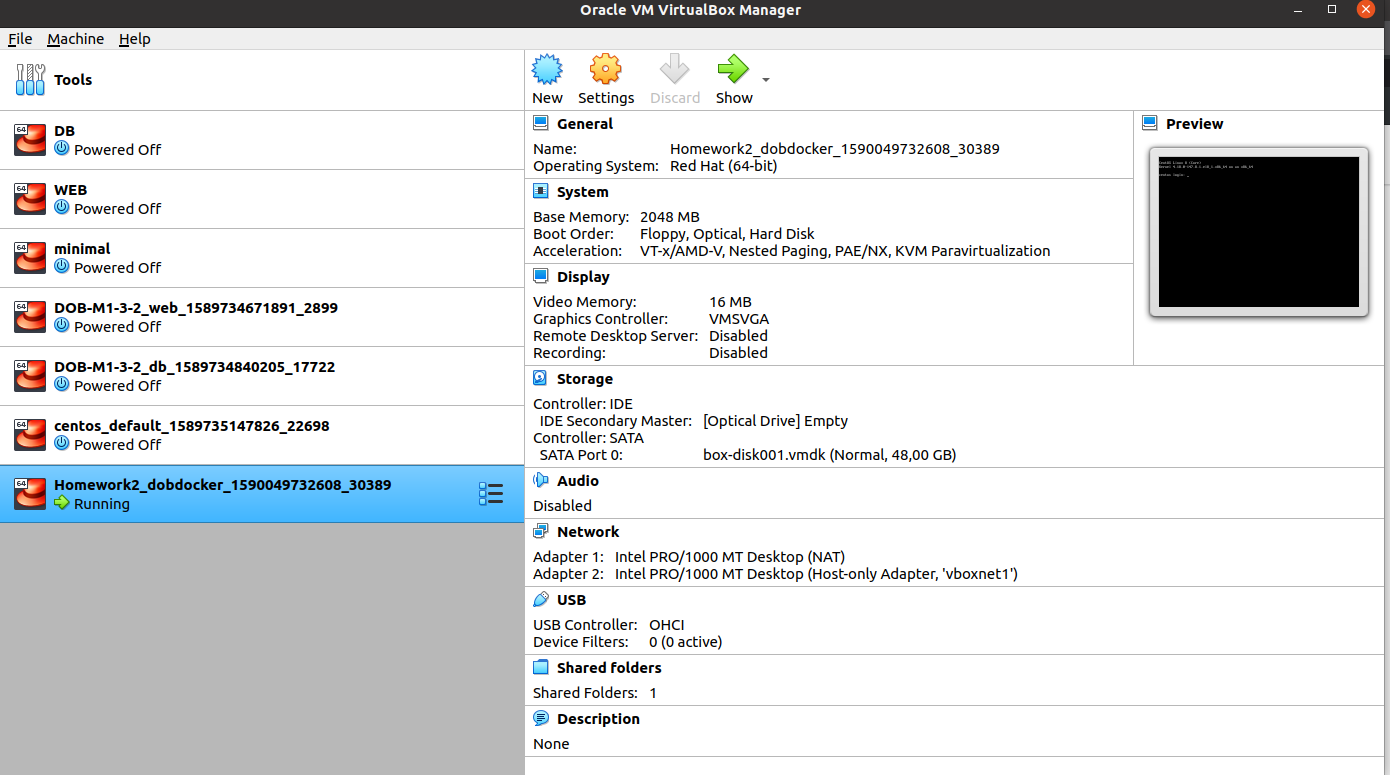 Oracle VM VirtualBox Manager
File Machine Help
Tools
New Settings Discard Show
64 DB
Powered Off
64 WEB
Powered Off
64 minimal
Powered Off
64 DOB-M1-3-2_web_1589734671891_2899
Powered Off
64 DOB-M1-3-2_db_1589734840205_17722
Powered Off
64 centos_default_1589735147826_22698
Powered Off
64 Homework2_dobdocker_1590049732608_30389
Running
General
Name: Homework2_dobdocker_1590049732608_30389
Operating System: Red Hat (64-bit)
System
Base Memory: 2048 MB
Boot Order: Floppy, Optical, Hard Disk
Acceleration: VT-x/AMD-V, Nested Paging, PAE/NX, KVM Paravirtualization
Display
Video Memory: 16 MB
Graphics Controller: VMSVGA
Remote Desktop Server: Disabled
Recording: Disabled
Preview
CentOS Linux 8 (Core)
centos login: _
Storage
Controller: IDE
IDE Secondary Master: [Optical Drive] Empty
Controller: SATA
SATA Port 0: box-disk001.vmdk (Normal, 48,00 GB)
Audio
Disabled
Network
Adapter 1: Intel PRO/1000 MT Desktop (NAT)
Adapter 2: Intel PRO/1000 MT Desktop (Host-only Adapter, 'vboxnet1')
USB
USB Controller: OHCI
Device Filters: 0 (0 active)
Shared folders
Shared Folders: 1
Description
None